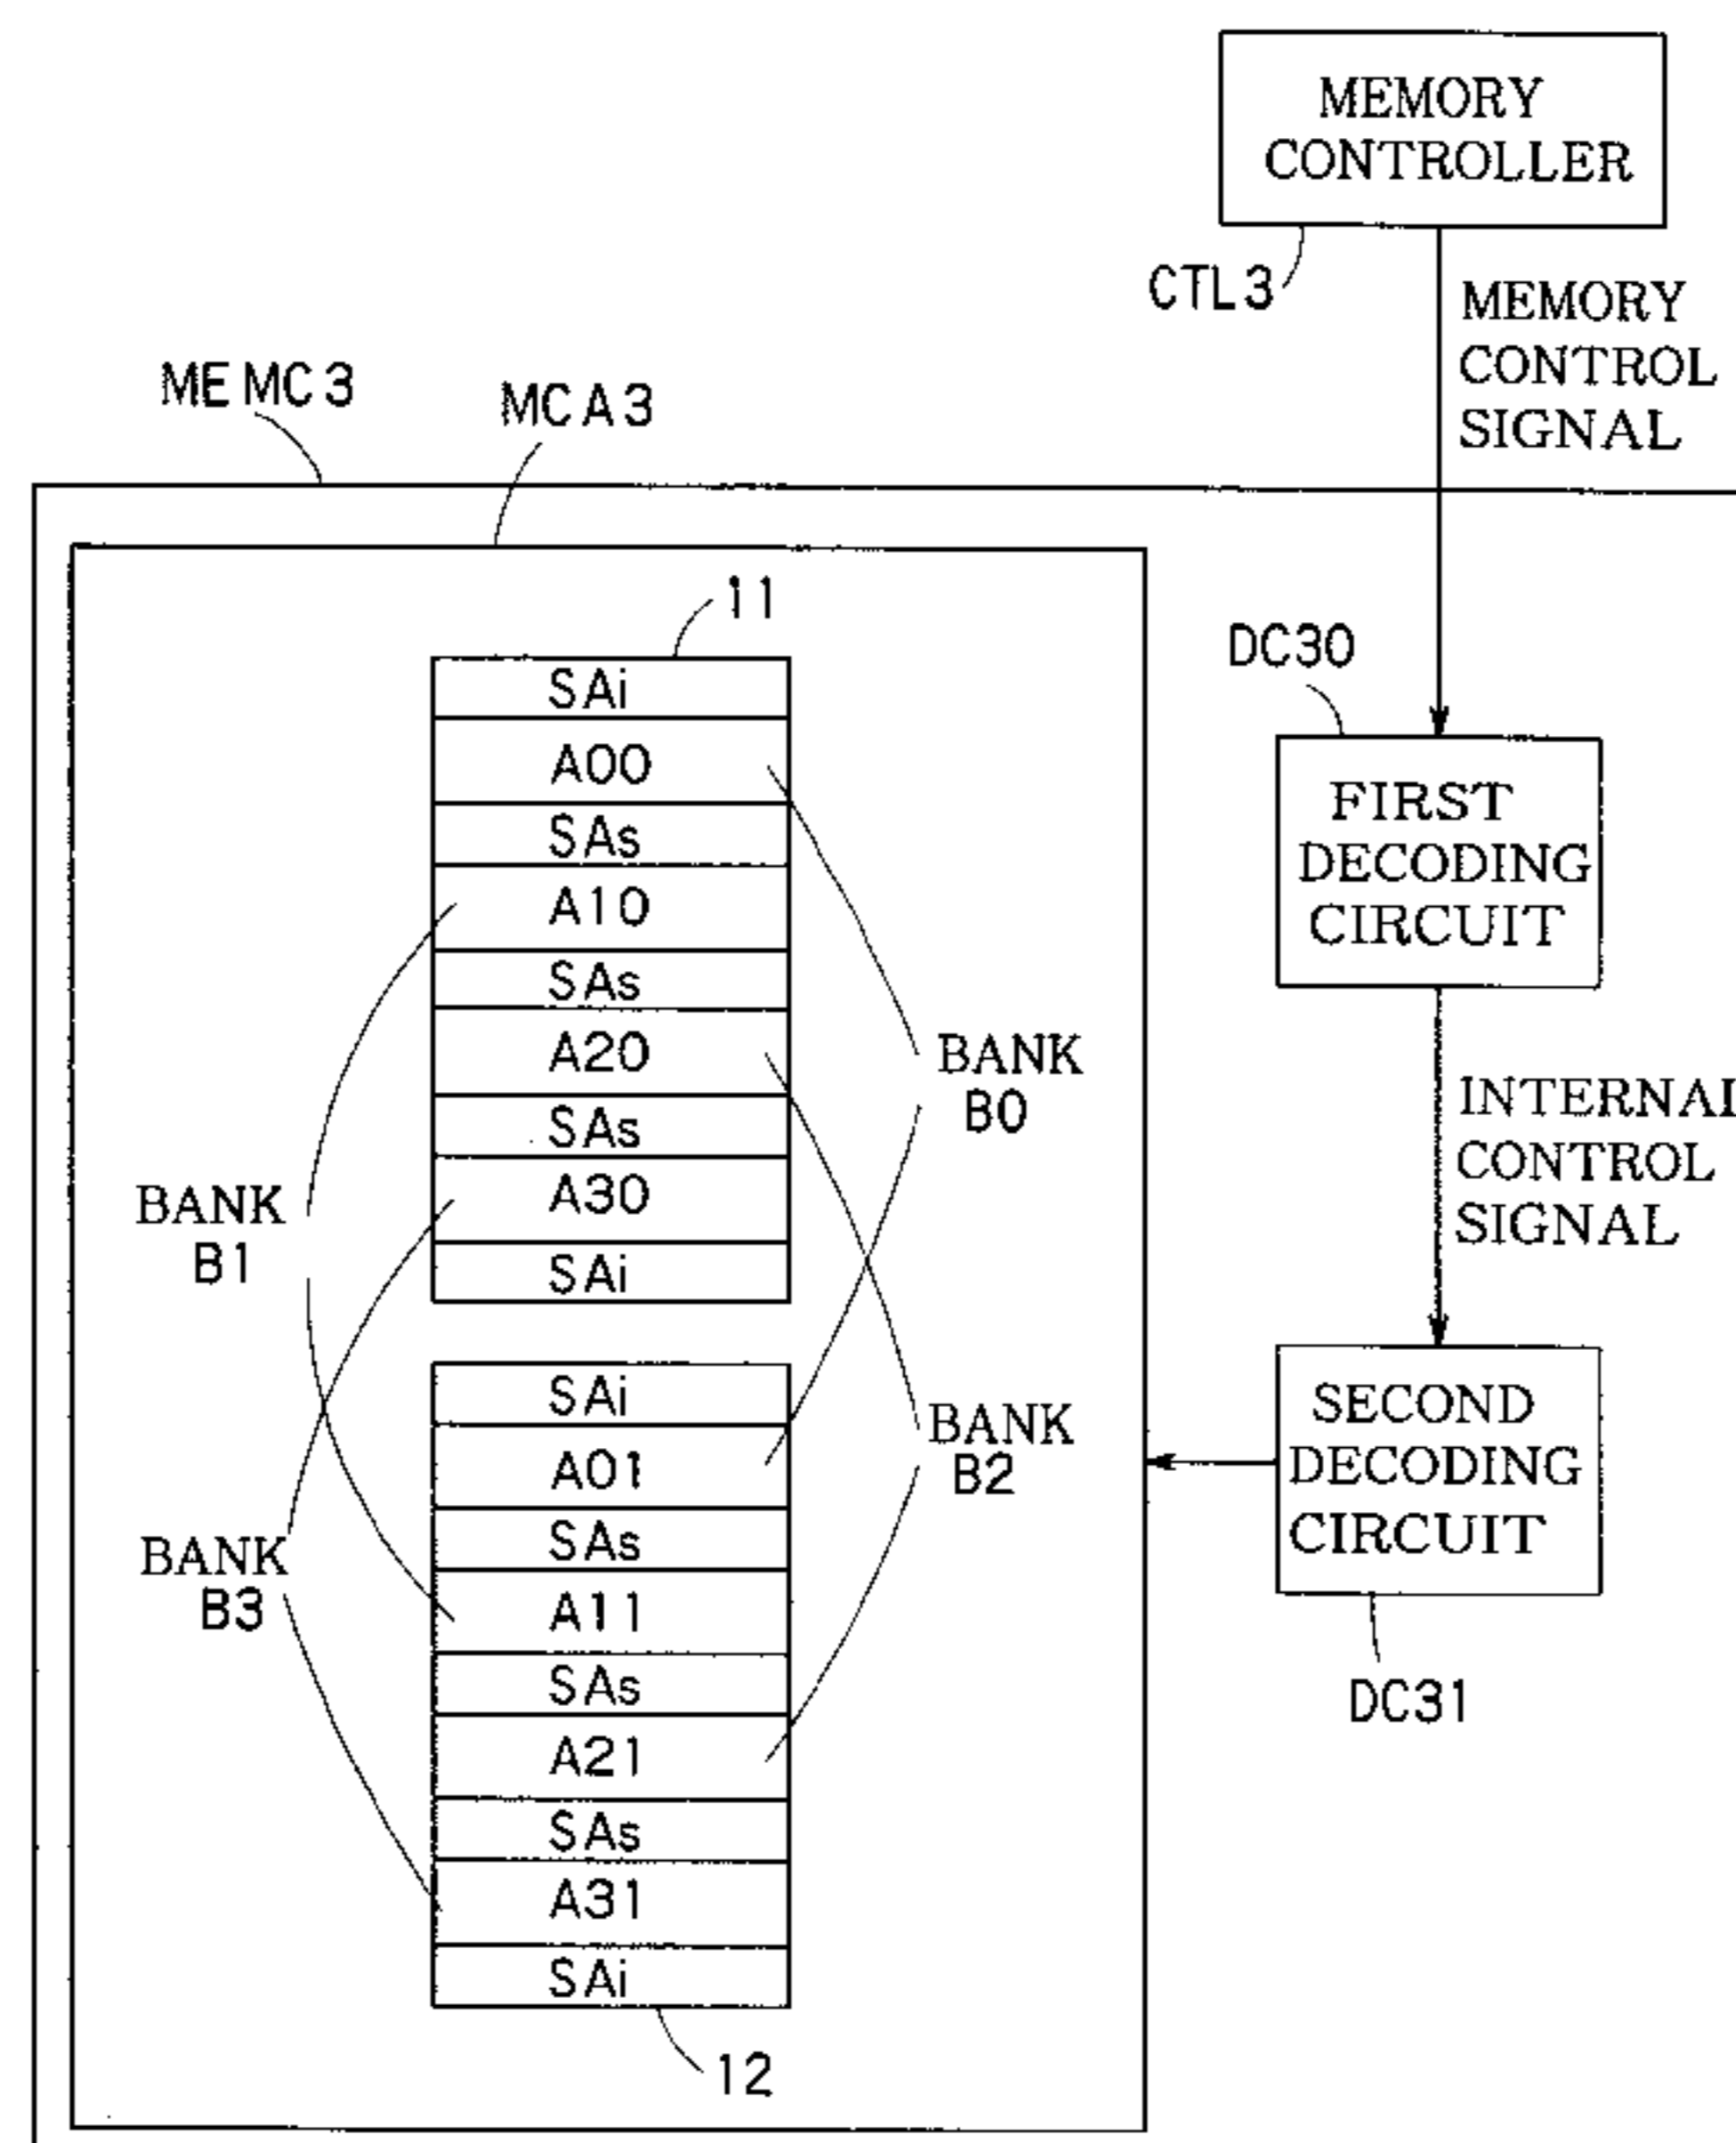 MEMORY
CONTROLLER
CTL3
MEMORY
CONTROL
SIGNAL
MEMC3
MCA3
11
DC30
SAi
A00
SAs
A10
SAs
A20
SAs
A30
SAi
FIRST
DECODING
CIRCUIT
BANK
B0
INTERNAL
CONTROL
SIGNAL
BANK
B1
SAi
A01
SAs
A11
SAs
A21
SAs
A31
SAi
BANK
B2
SECOND
DECODING
CIRCUIT
BANK
B3
DC31
12